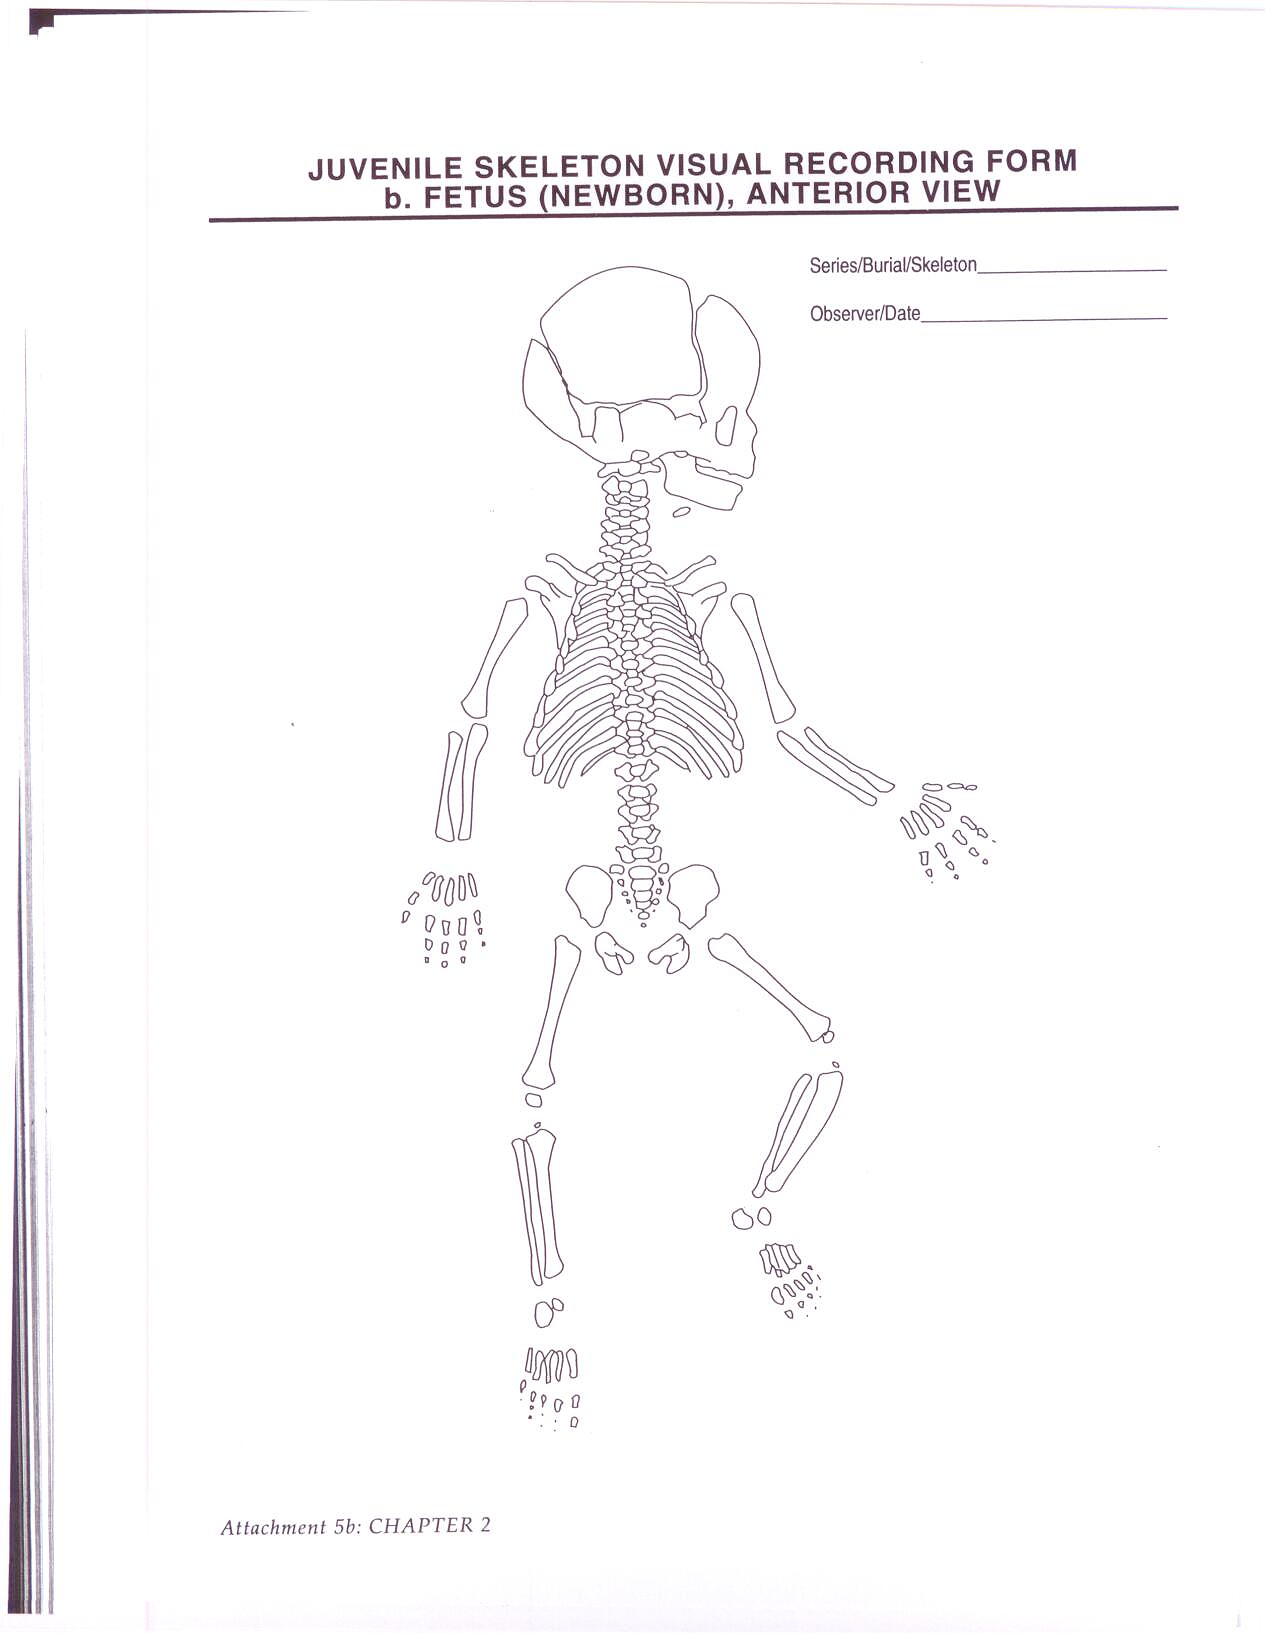 JUVENILE SKELETON VISUAL RECORDING FORM
b. FETUS (NEWBORN), ANTERIOR VIEW
Series/Burial/Skeleton
Observer/Date
Attachment 5b: CHAPTER 2